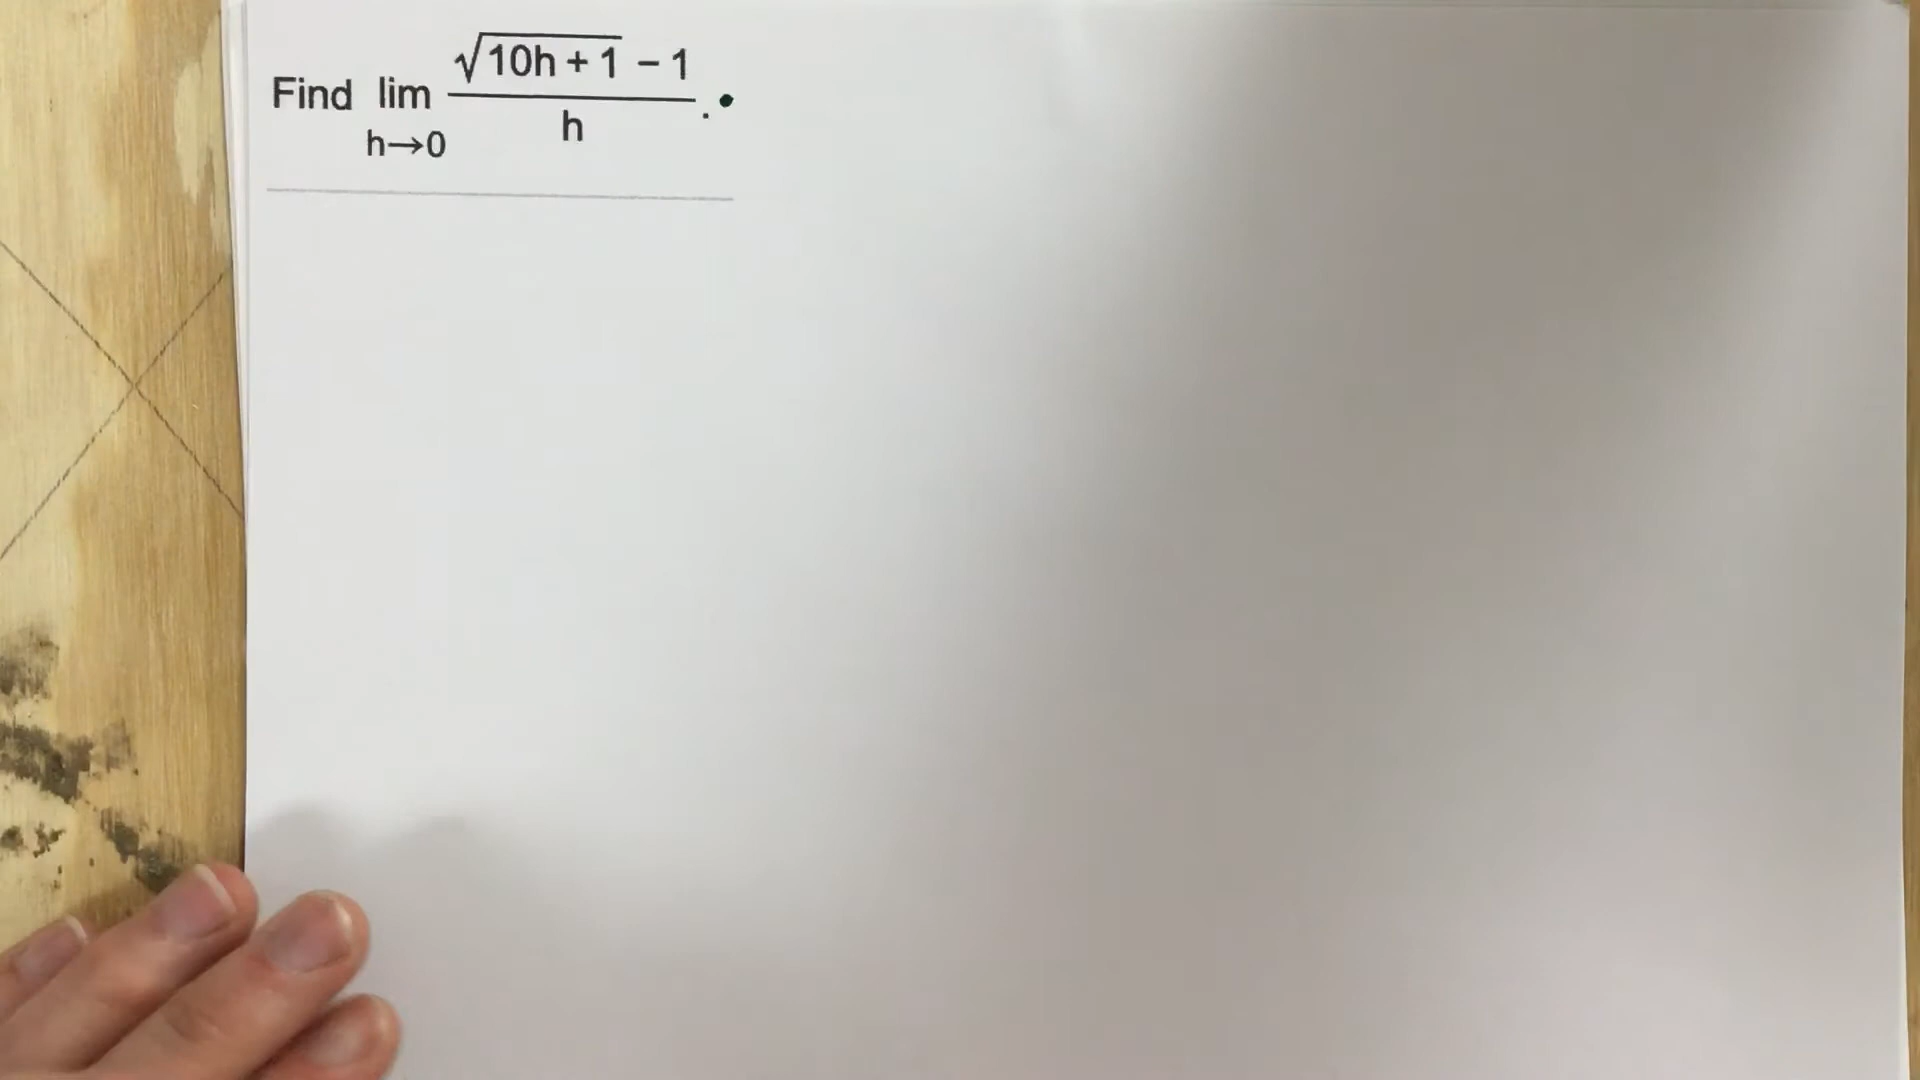 Find lim √(10h + 1) − 1 / h .
h→0